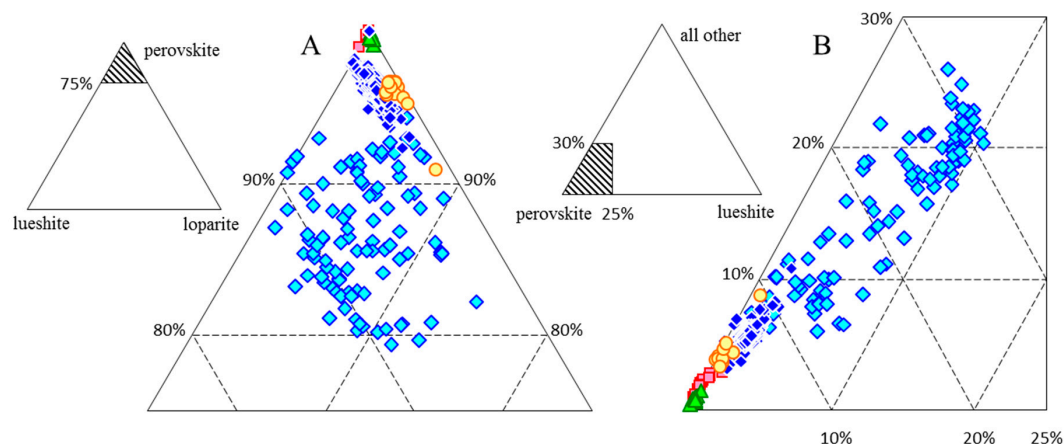 A
perovskite
75%
lueshite
loparite
90%
90%
80%
80%
B
all other
30%
perovskite 25%
lueshite
30%
20%
10%
10%
20%
25%